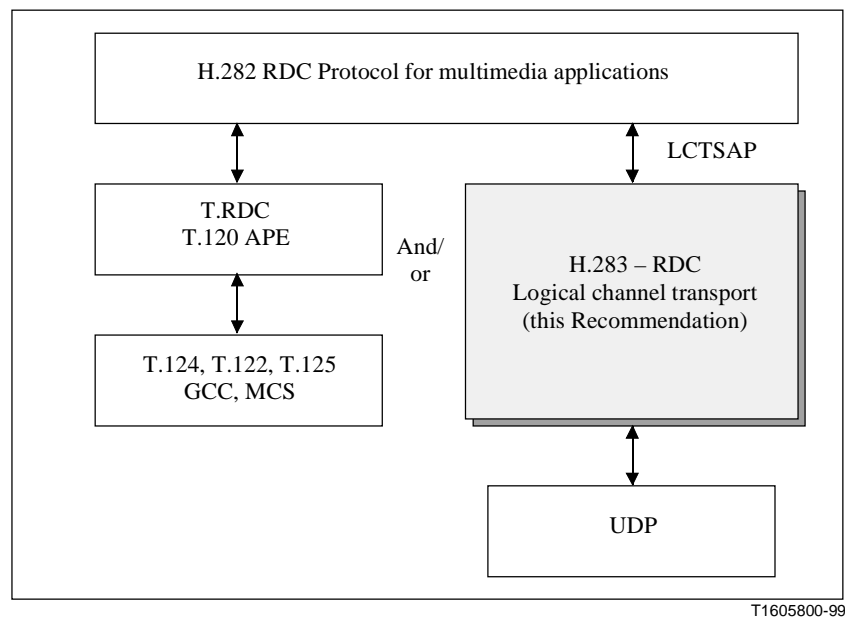 H.282 RDC Protocol for multimedia applications
LCTSAP
T.RDC
T.120 APE
And/
or
H.283 – RDC
Logical channel transport
(this Recommendation)
T.124, T.122, T.125
GCC, MCS
UDP
T1605800-99